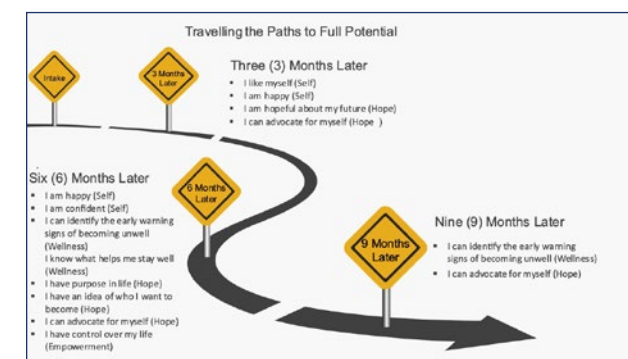 Travelling the Paths to Full Potential
Intake
3 Months
Later
Three (3) Months Later
▪ I like myself (Self)
▪ I am happy (Self)
▪ I am hopeful about my future (Hope)
▪ I can advocate for myself (Hope )
Six (6) Months Later
▪ I am happy (Self)
▪ I am confident (Self)
▪ I can identify the early warning
signs of becoming unwell
(Wellness)
I know what helps me stay well
(Wellness)
▪ I have purpose in life (Hope)
▪ I have an idea of who I want to
become (Hope)
▪ I can advocate for myself (Hope)
▪ I have control over my life
(Empowerment)
6 Months
Later
9 Months
Later
Nine (9) Months Later
▪ I can identify the early warning
signs of becoming unwell (Wellness)
▪ I can advocate for myself (Hope)